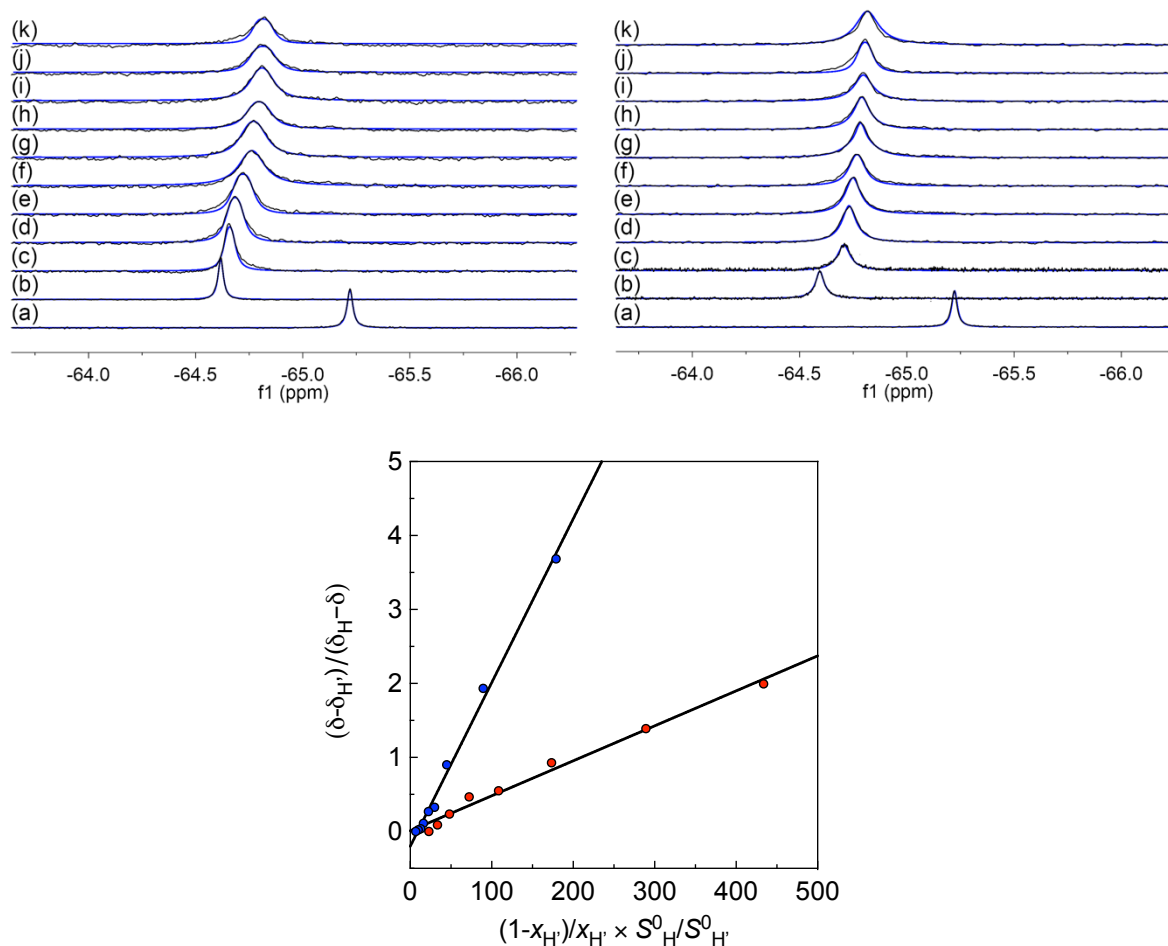 (k)
(j)
(i)
(h)
(g)
(f)
(e)
(d)
(c)
(b)
(a)
-64.0 -64.5 -65.0 -65.5 -66.0
f1 (ppm)
(k)
(j)
(i)
(h)
(g)
(f)
(e)
(d)
(c)
(b)
(a)
-64.0 -64.5 -65.0 -65.5 -66.0
f1 (ppm)
5
4
3
2
1
0
(δ-δH')/(δH−δ)
0 100 200 300 400 500
(1-xH')/xH' × S⁰H/S⁰H'